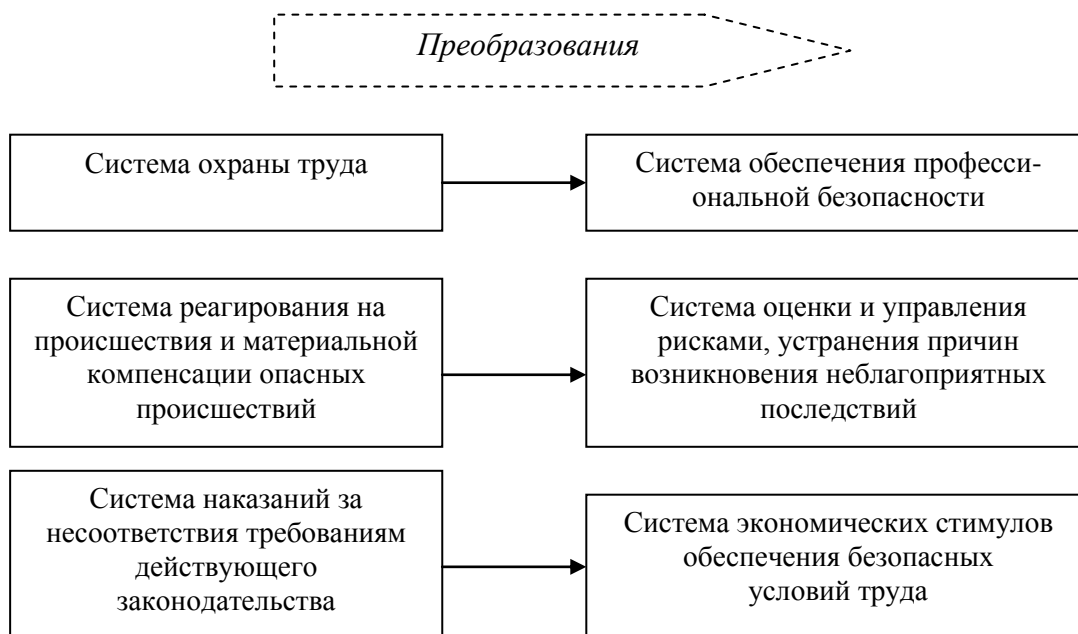 Преобразования
Система охраны труда
Система обеспечения професси-
ональной безопасности
Система реагирования на
происшествия и материальной
компенсации опасных
происшествий
Система оценки и управления
рисками, устранения причин
возникновения неблагоприятных
последствий
Система наказаний за
несоответствия требованиям
действующего
законодательства
Система экономических стимулов
обеспечения безопасных
условий труда